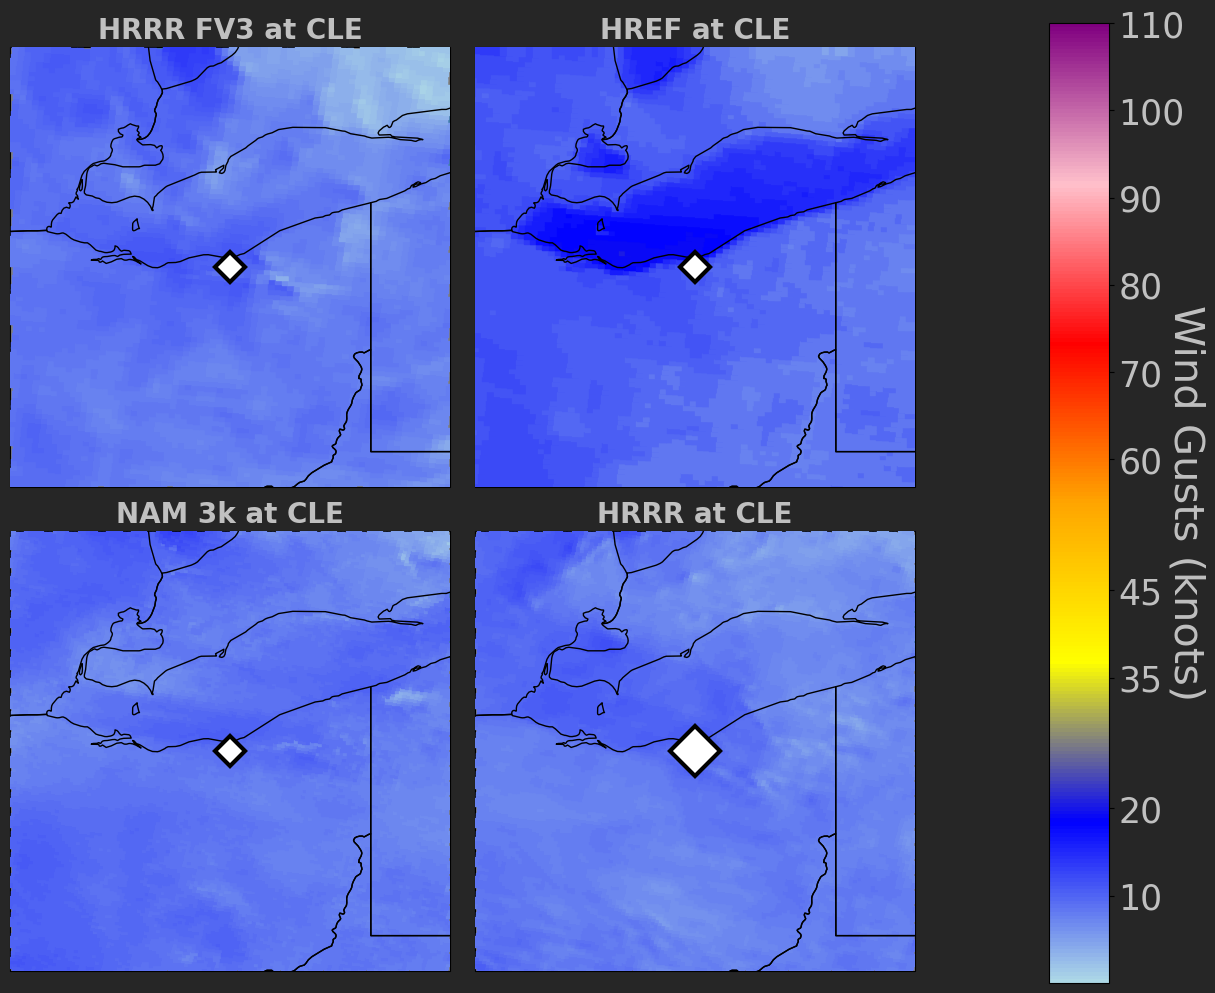 HRRR FV3 at CLE
HREF at CLE
NAM 3k at CLE
HRRR at CLE
110
100
90
80
70
60
45
35
20
10
Wind Gusts (knots)